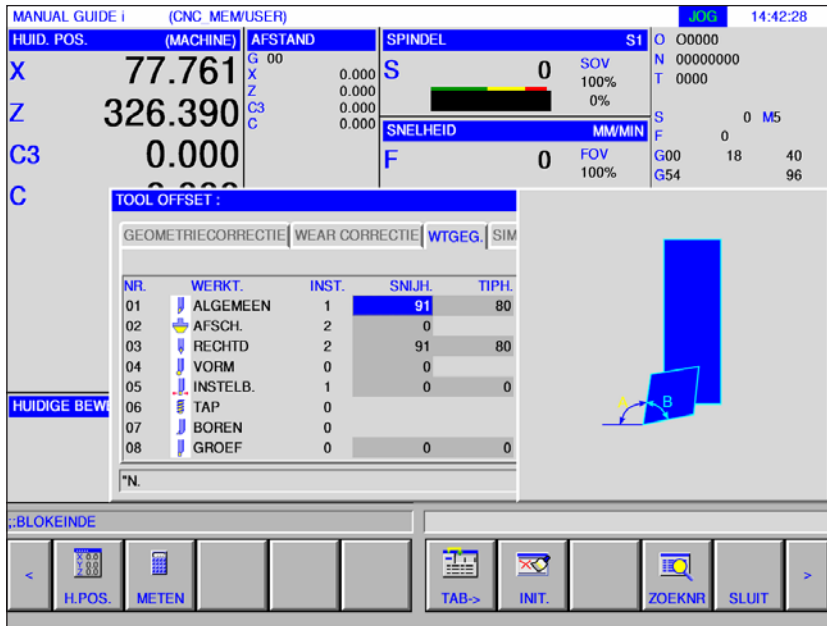 MANUAL GUIDE i (CNC_MEM/USER) JOG 14:42:28
HUID. POS. (MACHINE)
X 77.761
Z 326.390
C3 0.000
C
AFSTAND
G 00
X 0.000
Z 0.000
C3 0.000
C 0.000
SPINDEL S1
S 0 SOV
100%
0%
SNELHEID MM/MIN
F 0 FOV
100%
O O0000
N 00000000
T 0000
S 0 M5
F 0
G00 18 40
G54 96
TOOL OFFSET :
GEOMETRIECORRECTIE WEAR CORRECTIE WTGEG. SIM
NR. WERKT. INST. SNIJH. TIPH.
01 ALGEMEEN 1 91 80
02 AFSCH. 2 0
03 RECHTD 2 91 80
04 VORM 0 0
05 INSTELB. 1 0 0
06 TAP 0
07 BOREN 0
08 GROEF 0 0 0
"N.
A B
HUIDIGE BEWE
;:BLOKEINDE
< H.POS. METEN TAB-> INIT. ZOEKNR SLUIT >